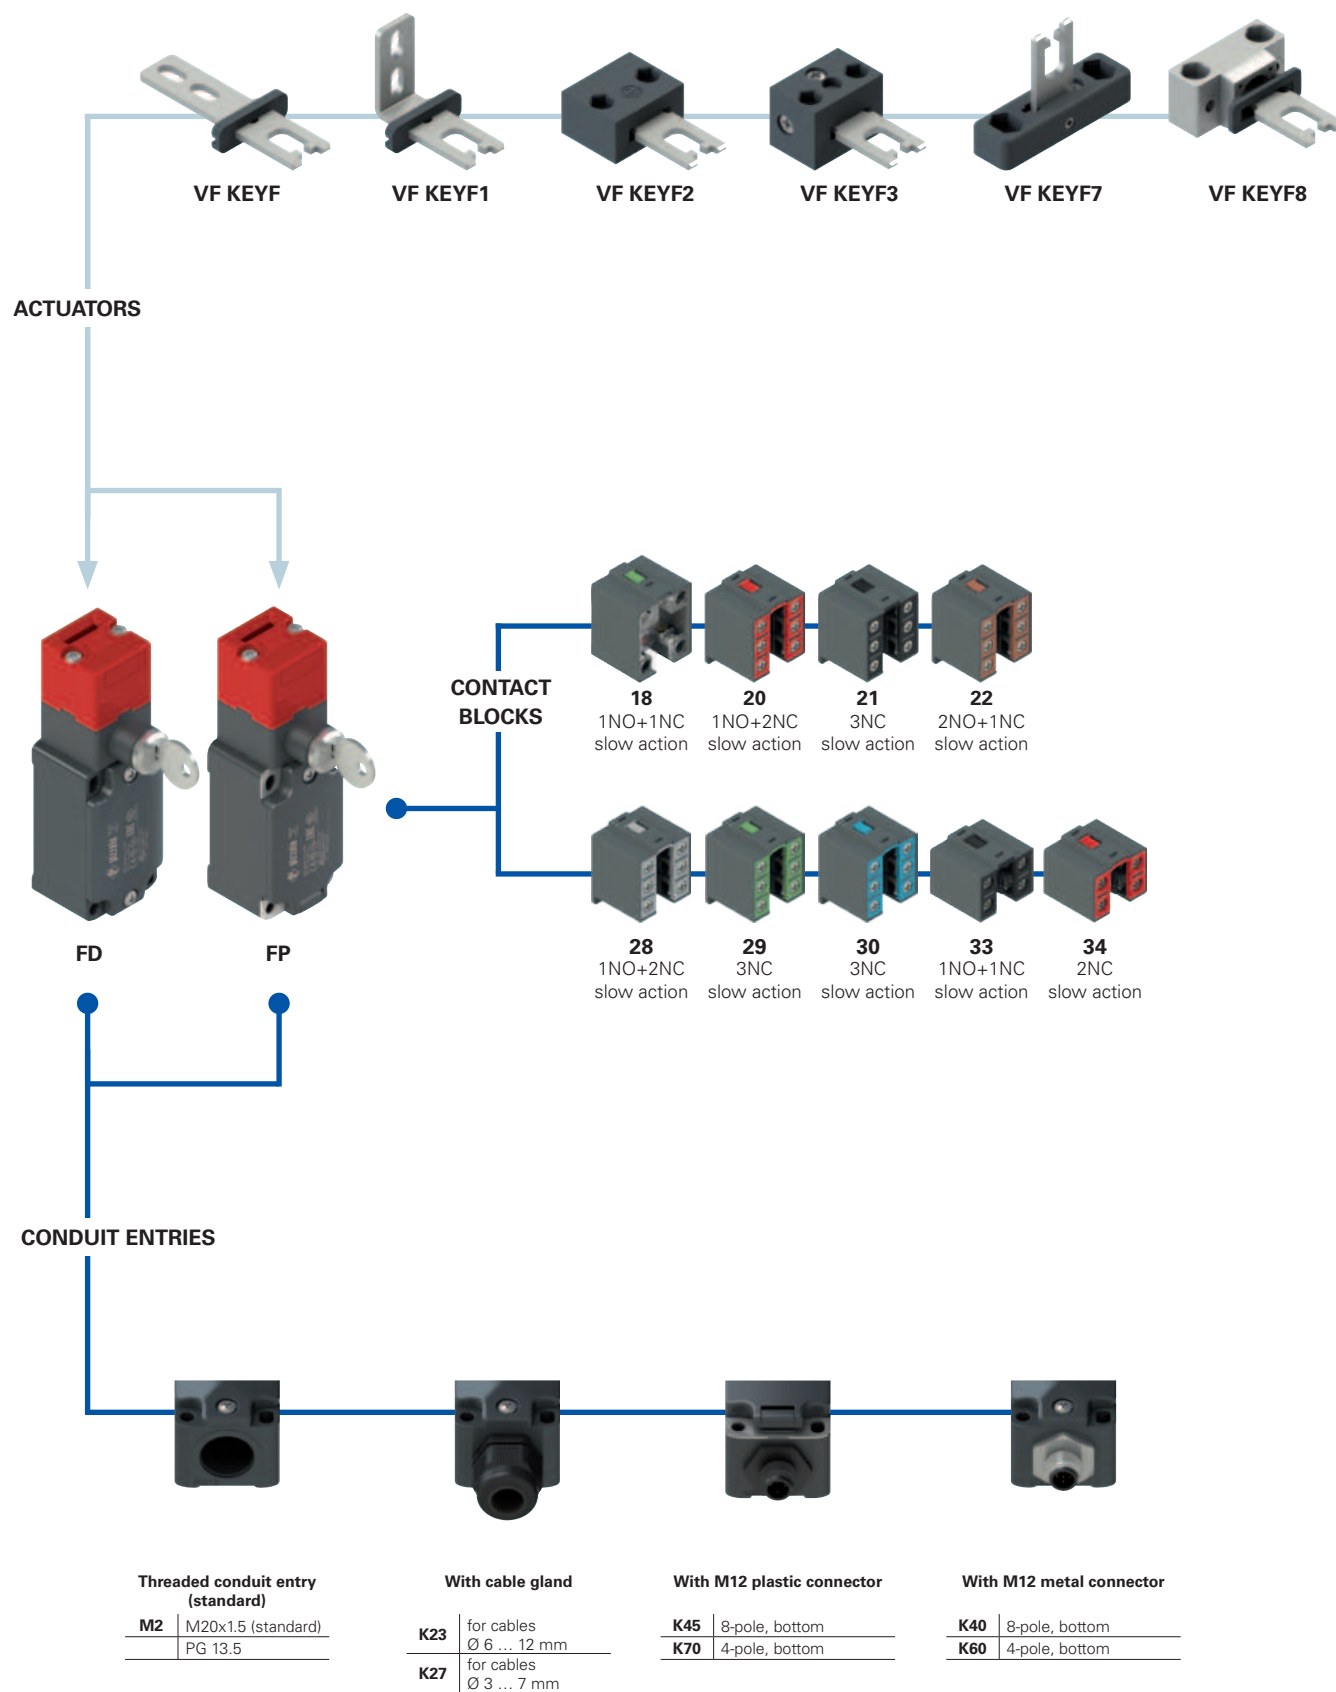 VF KEYF
VF KEYF1
VF KEYF2
VF KEYF3
VF KEYF7
VF KEYF8
ACTUATORS
CONTACT
BLOCKS
18
1NO+1NC
slow action
20
1NO+2NC
slow action
21
3NC
slow action
22
2NO+1NC
slow action
28
1NO+2NC
slow action
29
3NC
slow action
30
3NC
slow action
33
1NO+1NC
slow action
34
2NC
slow action
FD
FP
CONDUIT ENTRIES
Threaded conduit entry
(standard)
M2 M20x1.5 (standard)
PG 13.5
With cable gland
K23 for cables
Ø 6 … 12 mm
K27 for cables
Ø 3 … 7 mm
With M12 plastic connector
K45 8-pole, bottom
K70 4-pole, bottom
With M12 metal connector
K40 8-pole, bottom
K60 4-pole, bottom